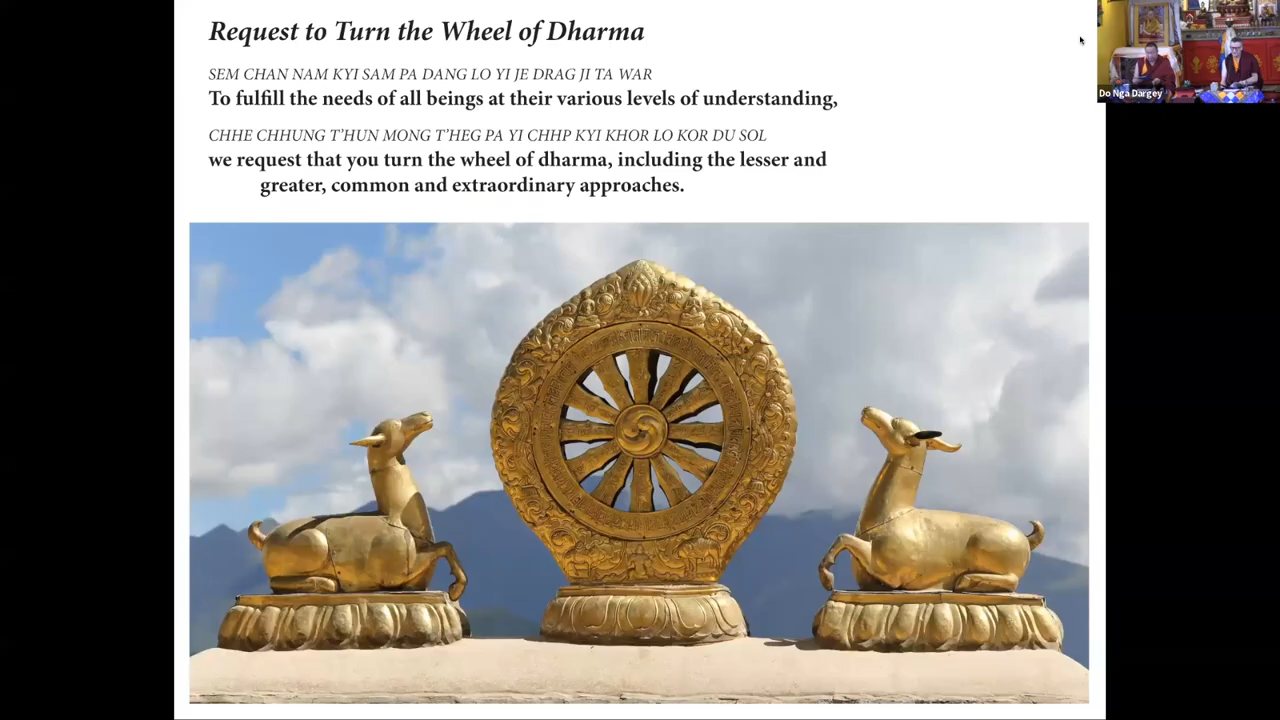 Request to Turn the Wheel of Dharma
SEM CHAN NAM KYI SAM PA DANG LO YI JE DRAG JI TA WAR
To fulfill the needs of all beings at their various levels of understanding,
CHHE CHHUNG T’HUN MONG T’HEG PA YI CHHP KYI KHOR LO KOR DU SOL
we request that you turn the wheel of dharma, including the lesser and
greater, common and extraordinary approaches.
Do Nga Dargey